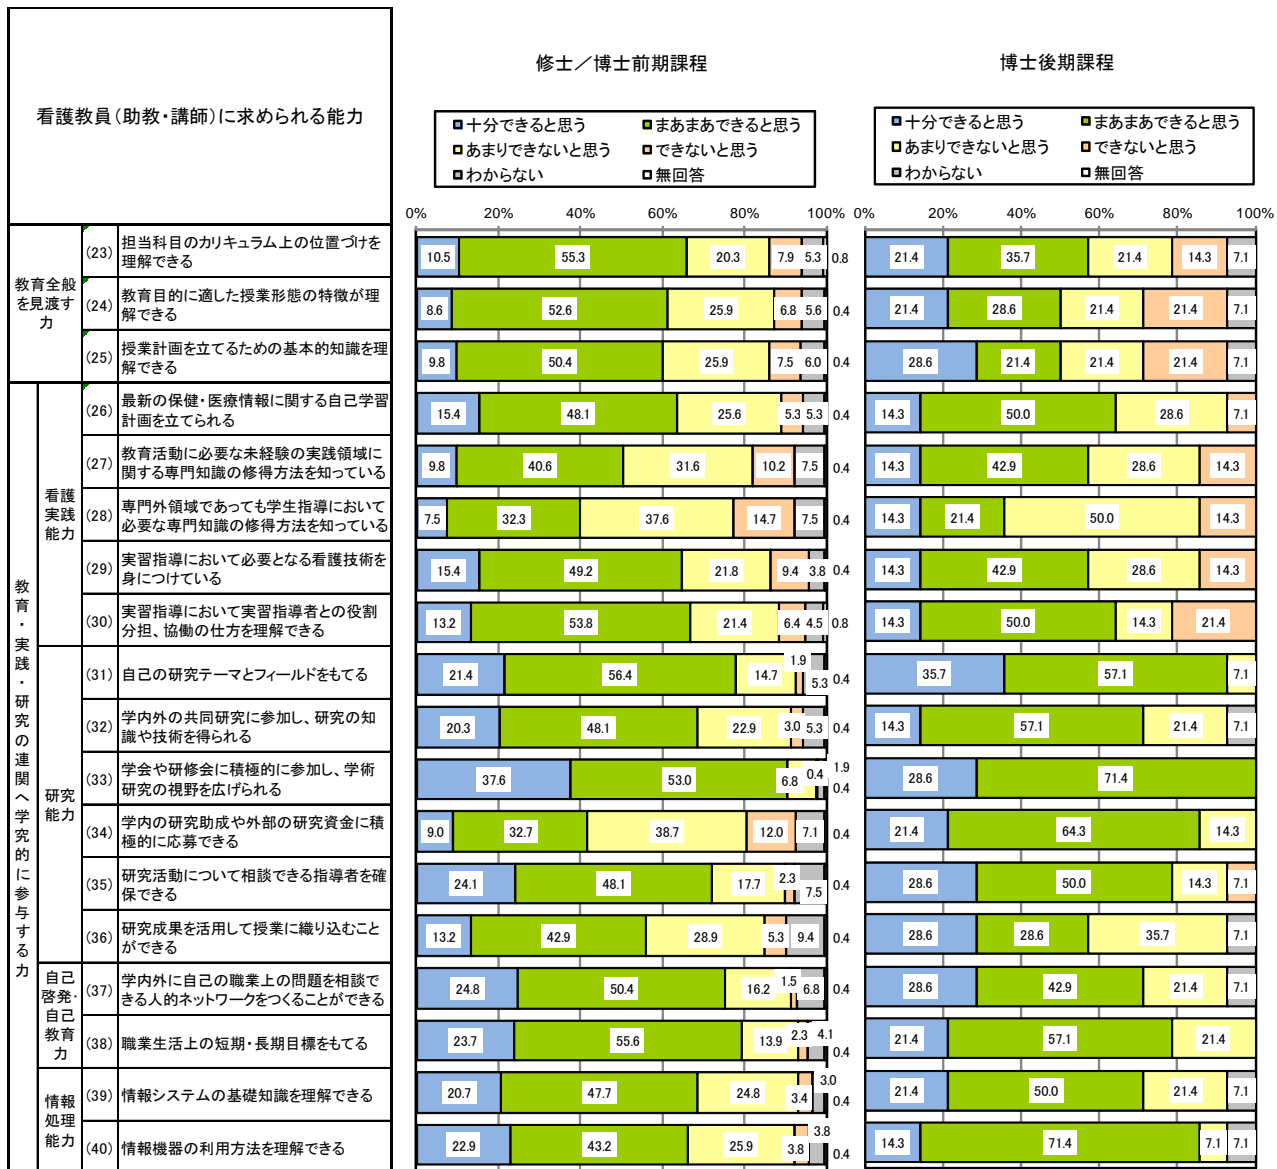 看護教員(助教・講師)に求められる能力
修士/博士前期課程
十分できると思う
まあまあできると思う
あまりできないと思う
できないと思う
わからない
無回答
博士後期課程
十分できると思う
まあまあできると思う
あまりできないと思う
できないと思う
わからない
無回答
0% 20% 40% 60% 80% 100%
0% 20% 40% 60% 80% 100%
教育全般
を見渡す
力
(23) 担当科目のカリキュラム上の位置づけを
理解できる
10.5 55.3 20.3 7.9 5.3 0.8
21.4 35.7 21.4 14.3 7.1
(24) 教育目的に適した授業形態の特徴が理
解できる
8.6 52.6 25.9 6.8 5.6 0.4
21.4 28.6 21.4 21.4 7.1
(25) 授業計画を立てるための基本的知識を理
解できる
9.8 50.4 25.9 7.5 6.0 0.4
28.6 21.4 21.4 21.4 7.1
教育・実践・研究の連関へ学究的に参与する力
看護
実践
能力
(26) 最新の保健・医療情報に関する自己学習
計画を立てられる
15.4 48.1 25.6 5.3 5.3 0.4
14.3 50.0 28.6 7.1
(27) 教育活動に必要な未経験の実践領域に
関する専門知識の修得方法を知っている
9.8 40.6 31.6 10.2 7.5 0.4
14.3 42.9 28.6 14.3
(28) 専門外領域であっても学生指導において
必要な専門知識の修得方法を知っている
7.5 32.3 37.6 14.7 7.5 0.4
14.3 21.4 50.0 14.3
(29) 実習指導において必要となる看護技術を
身につけている
15.4 49.2 21.8 9.4 3.8 0.4
14.3 42.9 28.6 14.3
(30) 実習指導において実習指導者との役割
分担、協働の仕方を理解できる
13.2 53.8 21.4 6.4 4.5 0.8
14.3 50.0 14.3 21.4
研究
能力
(31) 自己の研究テーマとフィールドをもてる
21.4 56.4 14.7 1.9 5.3 0.4
35.7 57.1 7.1
(32) 学内外の共同研究に参加し、研究の知
識や技術を得られる
20.3 48.1 22.9 3.0 5.3 0.4
14.3 57.1 21.4 7.1
(33) 学会や研修会に積極的に参加し、学術
研究の視野を広げられる
37.6 53.0 6.8 0.4 1.9 0.4
28.6 71.4
(34) 学内の研究助成や外部の研究資金に積
極的に応募できる
9.0 32.7 38.7 12.0 7.1 0.4
21.4 64.3 14.3
(35) 研究活動について相談できる指導者を確
保できる
24.1 48.1 17.7 2.3 7.5 0.4
28.6 50.0 14.3 7.1
(36) 研究成果を活用して授業に織り込むこと
ができる
13.2 42.9 28.9 5.3 9.4 0.4
28.6 28.6 35.7 7.1
自己
啓発・
自己
教育
力
(37) 学内外に自己の職業上の問題を相談で
きる人的ネットワークをつくることができる
24.8 50.4 16.2 1.5 6.8 0.4
28.6 42.9 21.4 7.1
(38) 職業生活上の短期・長期目標をもてる
23.7 55.6 13.9 2.3 4.1 0.4
21.4 57.1 21.4
情報
処理
能力
(39) 情報システムの基礎知識を理解できる
20.7 47.7 24.8 3.4 3.0 0.4
21.4 50.0 21.4 7.1
(40) 情報機器の利用方法を理解できる
22.9 43.2 25.9 3.8 3.8 0.4
14.3 71.4 7.1 7.1